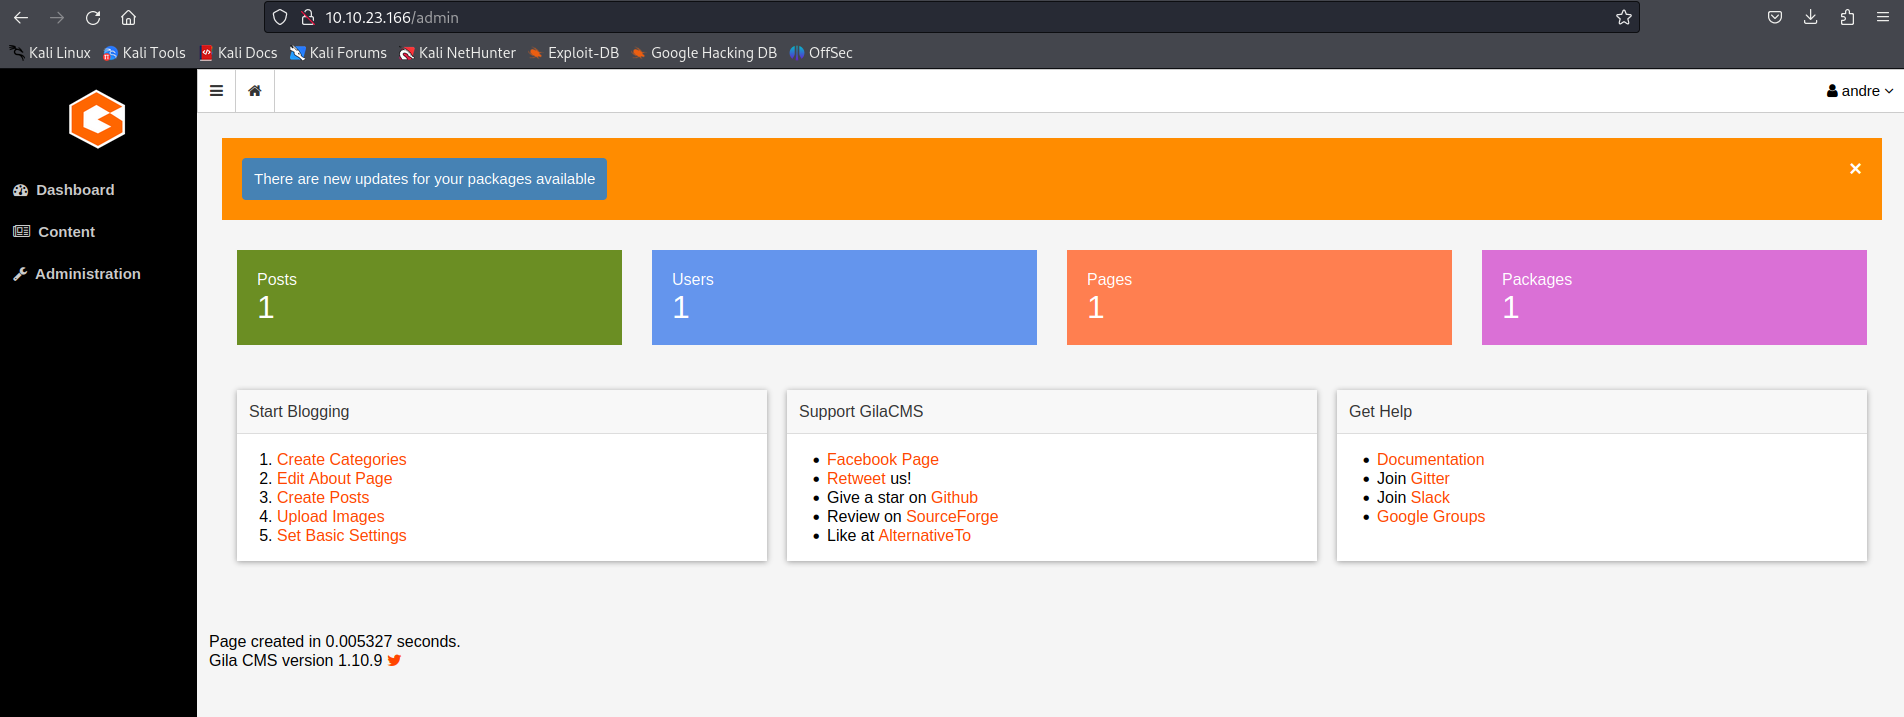 10.10.23.166/admin
Kali Linux Kali Tools Kali Docs Kali Forums Kali NetHunter Exploit-DB Google Hacking DB OffSec
andre
There are new updates for your packages available
×
Dashboard
Content
Administration
Posts
1
Users
1
Pages
1
Packages
1
Start Blogging
1. Create Categories
2. Edit About Page
3. Create Posts
4. Upload Images
5. Set Basic Settings
Support GilaCMS
• Facebook Page
• Retweet us!
• Give a star on Github
• Review on SourceForge
• Like at AlternativeTo
Get Help
• Documentation
• Join Gitter
• Join Slack
• Google Groups
Page created in 0.005327 seconds.
Gila CMS version 1.10.9